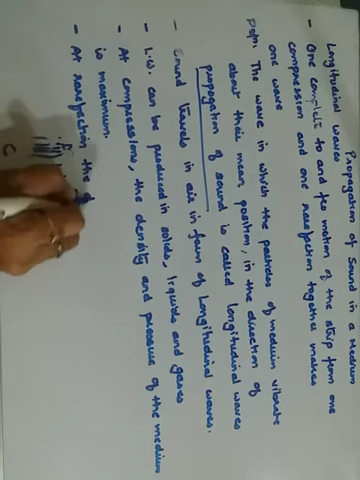 Propagation of Sound in a Medium
Longitudinal waves
- One complete to and fro motion of the strip from one
compression and one rarefaction together makes
one wave
Defn: The wave in which the particles of medium vibrate
about their mean position, in the direction of
propagation of sound is called longitudinal waves
- Sound travels in air in form of Longitudinal waves.
- L.W. can be produced in solids, liquids and gases
- At compressions, the density and pressure of the medium
is maximum.
- At rarefaction the d
C